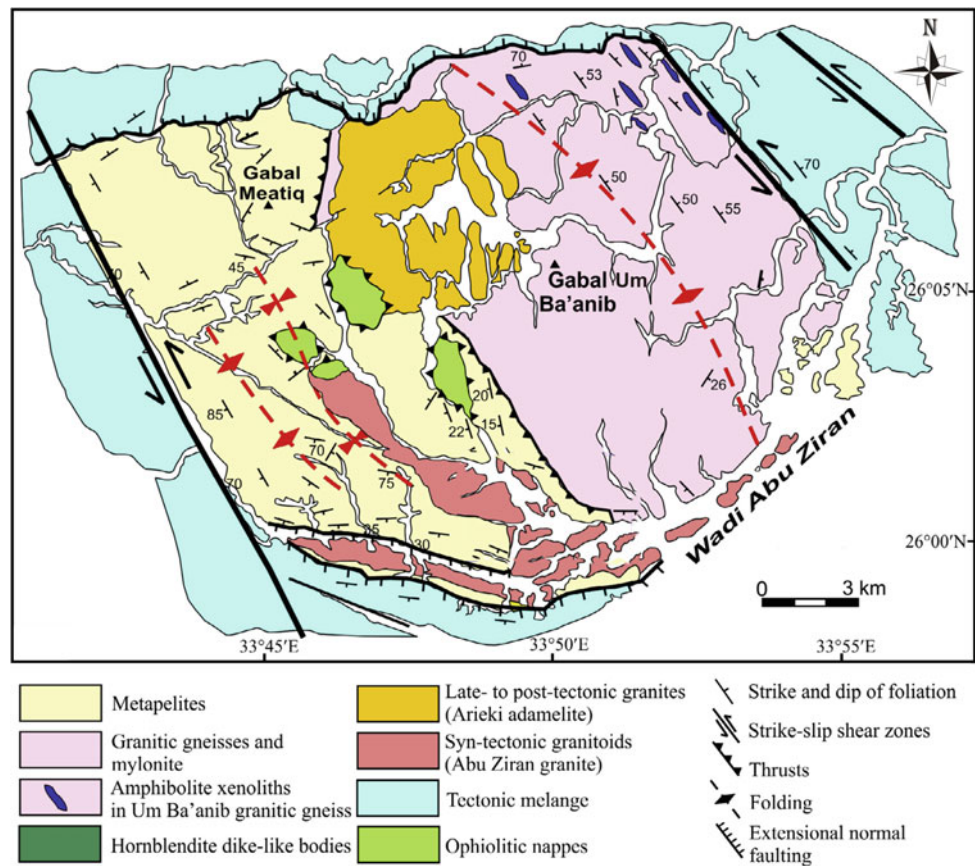 N
70
53
Gabal
Meatiq
70
50
50
55
45
Gabal Um
Ba'anib
26°05'N
26
85
20
22
15
70
75
70
30
Wadi Abu Ziran
26°00'N
0 3 km
33°45'E
33°50'E
33°55'E
Metapelites
Granitic gneisses and
mylonite
Amphibolite xenoliths
in Um Ba'anib granitic gneiss
Hornblendite dike-like bodies
Late- to post-tectonic granites
(Arieki adamelite)
Syn-tectonic granitoids
(Abu Ziran granite)
Tectonic melange
Ophiolitic nappes
Strike and dip of foliation
Strike-slip shear zones
Thrusts
Folding
Extensional normal
faulting